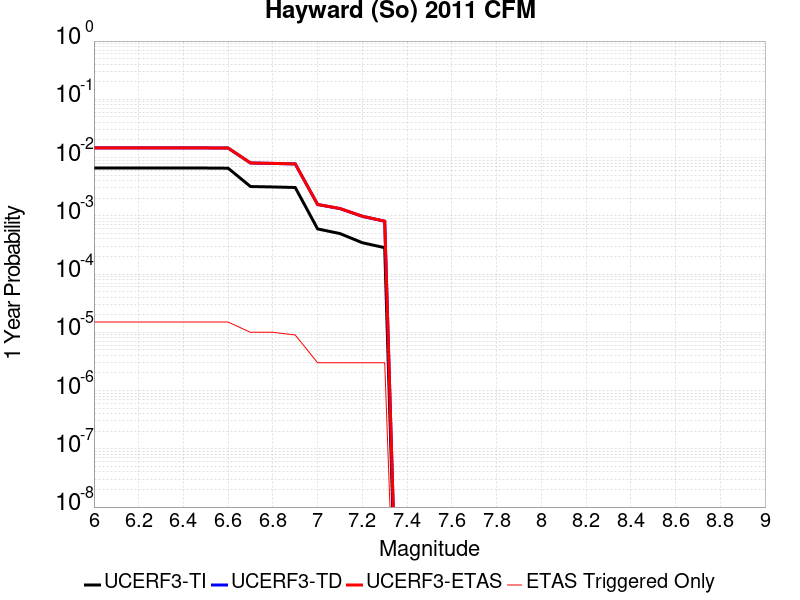 Hayward (So) 2011 CFM
10^0
10^-1
10^-2
10^-3
10^-4
10^-5
10^-6
10^-7
10^-8
1 Year Probability
6 6.2 6.4 6.6 6.8 7 7.2 7.4 7.6 7.8 8 8.2 8.4 8.6 8.8 9
Magnitude
UCERF3-TI UCERF3-TD UCERF3-ETAS ETAS Triggered Only